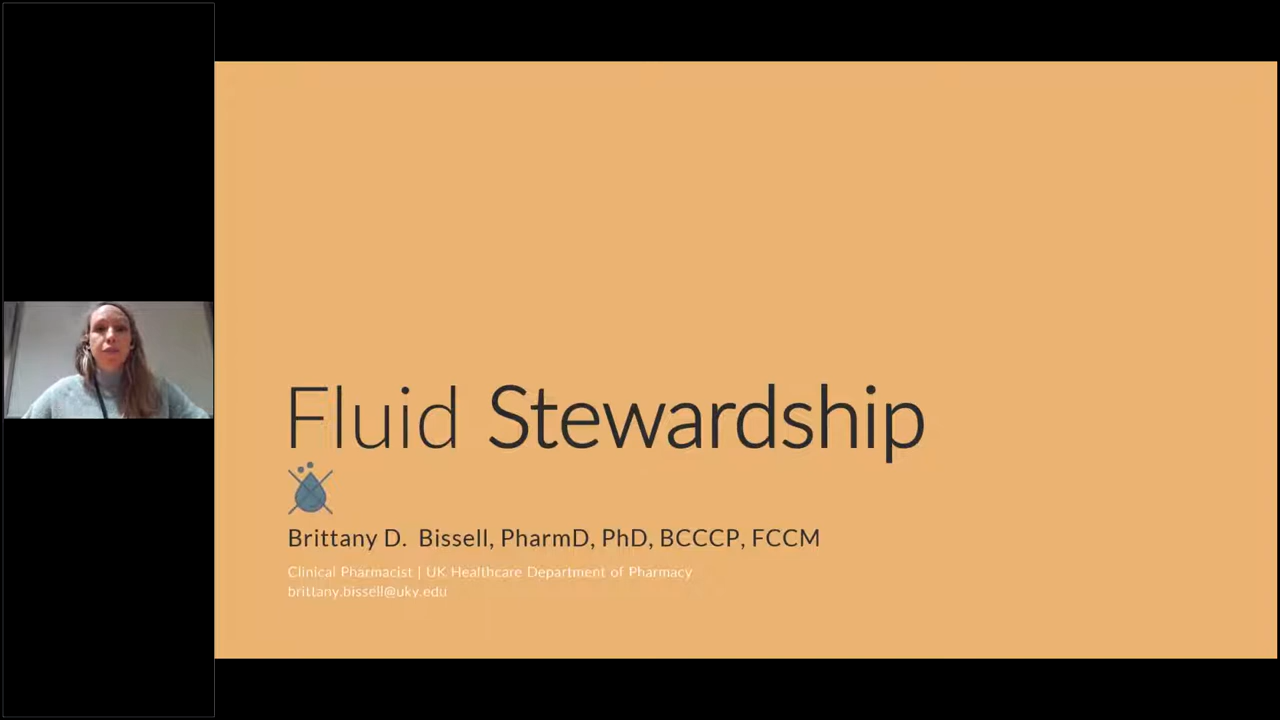 Fluid Stewardship
Brittany D. Bissell, PharmD, PhD, BCCCP, FCCM
Clinical Pharmacist | UK Healthcare Department of Pharmacy
brittany.bissell@uky.edu